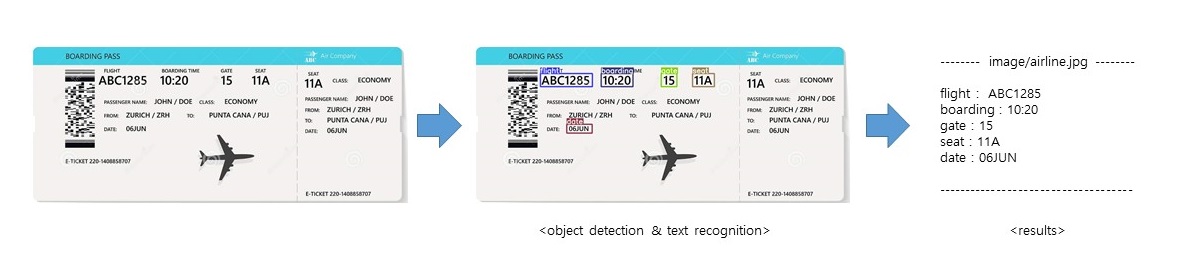 BOARDING PASS
ABC Air Company
FLIGHT BOARDING TIME GATE SEAT
ABC1285 10:20 15 11A
SEAT
11A CLASS: ECONOMY
PASSENGER NAME: JOHN / DOE CLASS: ECONOMY
FROM: ZURICH / ZRH TO: PUNTA CANA / PUJ
DATE: 06JUN
PASSENGER NAME: JOHN / DOE
FROM: ZURICH / ZRH
TO: PUNTA CANA / PUJ
DATE: 06JUN
E-TICKET 220-1408858707
E-TICKET 220-1408858707
BOARDING PASS
ABC Air Company
flight boarding ME gate seat
ABC1285 10:20 15 11A
SEAT
11A CLASS: ECONOMY
PASSENGER NAME: JOHN / DOE CLASS: ECONOMY
FROM: ZURICH / ZRH TO: PUNTA CANA / PUJ
date
DATE: 06JUN
PASSENGER NAME: JOHN / DOE
FROM: ZURICH / ZRH
TO: PUNTA CANA / PUJ
DATE: 06JUN
E-TICKET 220-1408858707
E-TICKET 220-1408858707
<object detection & text recognition>
-------- image/airline.jpg --------
flight : ABC1285
boarding : 10:20
gate : 15
seat : 11A
date : 06JUN
---------------------------------------
<results>